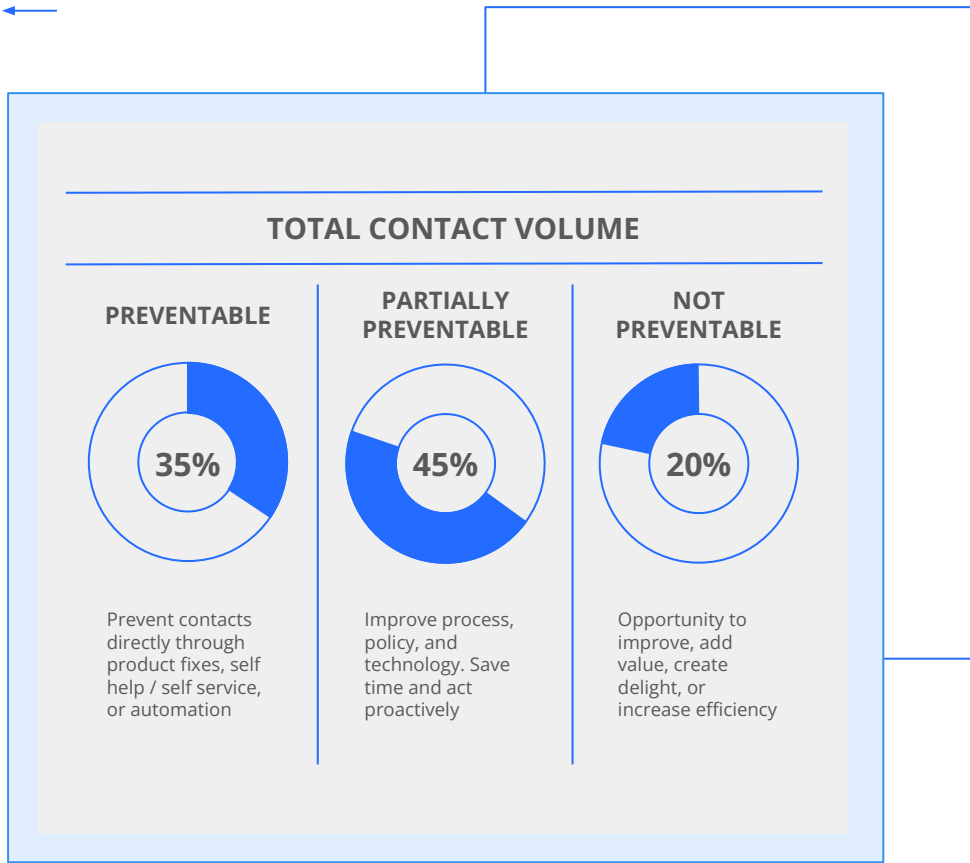 TOTAL CONTACT VOLUME
PREVENTABLE
35%
Prevent contacts
directly through
product fixes, self
help / self service,
or automation
PARTIALLY
PREVENTABLE
45%
Improve process,
policy, and
technology. Save
time and act
proactively
NOT
PREVENTABLE
20%
Opportunity to
improve, add
value, create
delight, or
increase efficiency